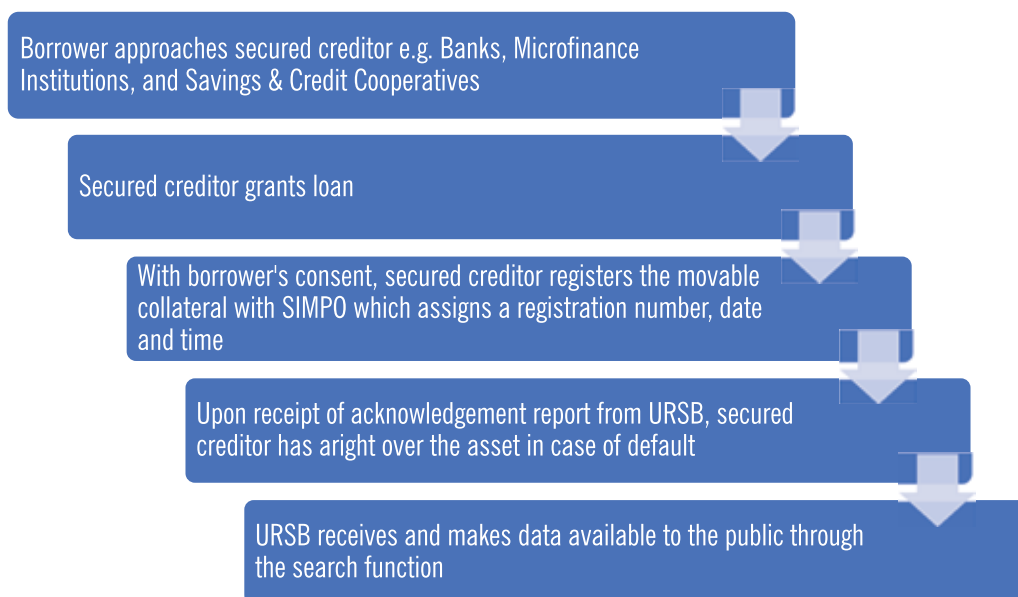 Borrower approaches secured creditor e.g. Banks, Microfinance
Institutions, and Savings & Credit Cooperatives
Secured creditor grants loan
With borrower's consent, secured creditor registers the movable
collateral with SIMPO which assigns a registration number, date
and time
Upon receipt of acknowledgement report from URSB, secured
creditor has aright over the asset in case of default
URSB receives and makes data available to the public through
the search function